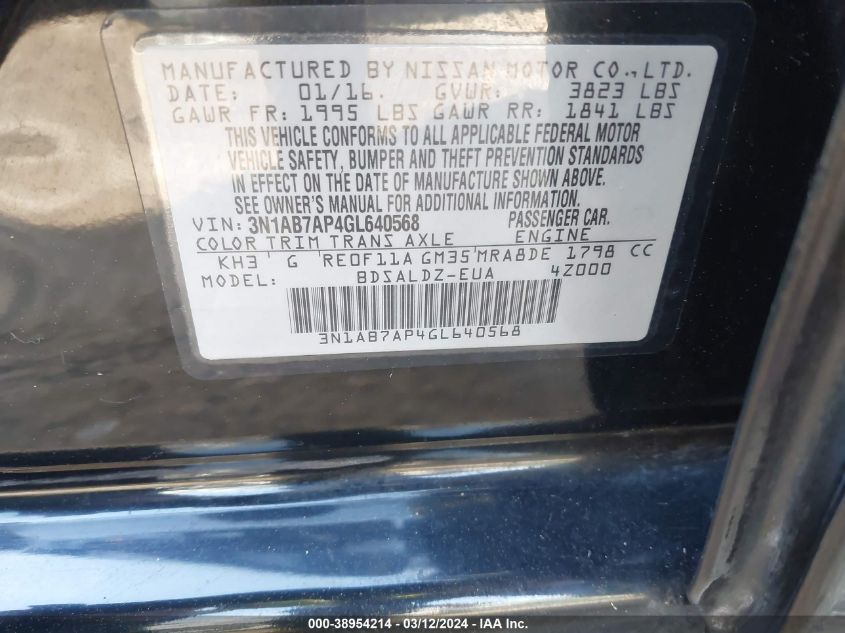 MANUFACTURED BY NISSAN MOTOR CO.,LTD.
DATE: 01/16. GVWR: 3823 LBS
GAWR FR: 1995 LBS GAWR RR: 1841 LBS
THIS VEHICLE CONFORMS TO ALL APPLICABLE FEDERAL MOTOR
VEHICLE SAFETY, BUMPER AND THEFT PREVENTION STANDARDS
IN EFFECT ON THE DATE OF MANUFACTURE SHOWN ABOVE.
SEE OWNER'S MANUAL FOR ADDITIONAL INFORMATION.
VIN: 3N1AB7AP4GL640568 PASSENGER CAR.
COLOR TRIM TRANS AXLE ENGINE
KH3 G RE0F11A GM35 MRA8DE 1798 CC
MODEL: BDSALDZ-EUA 4Z000
3N1AB7AP4GL640568
000-38954214 - 03/12/2024 - IAA Inc.